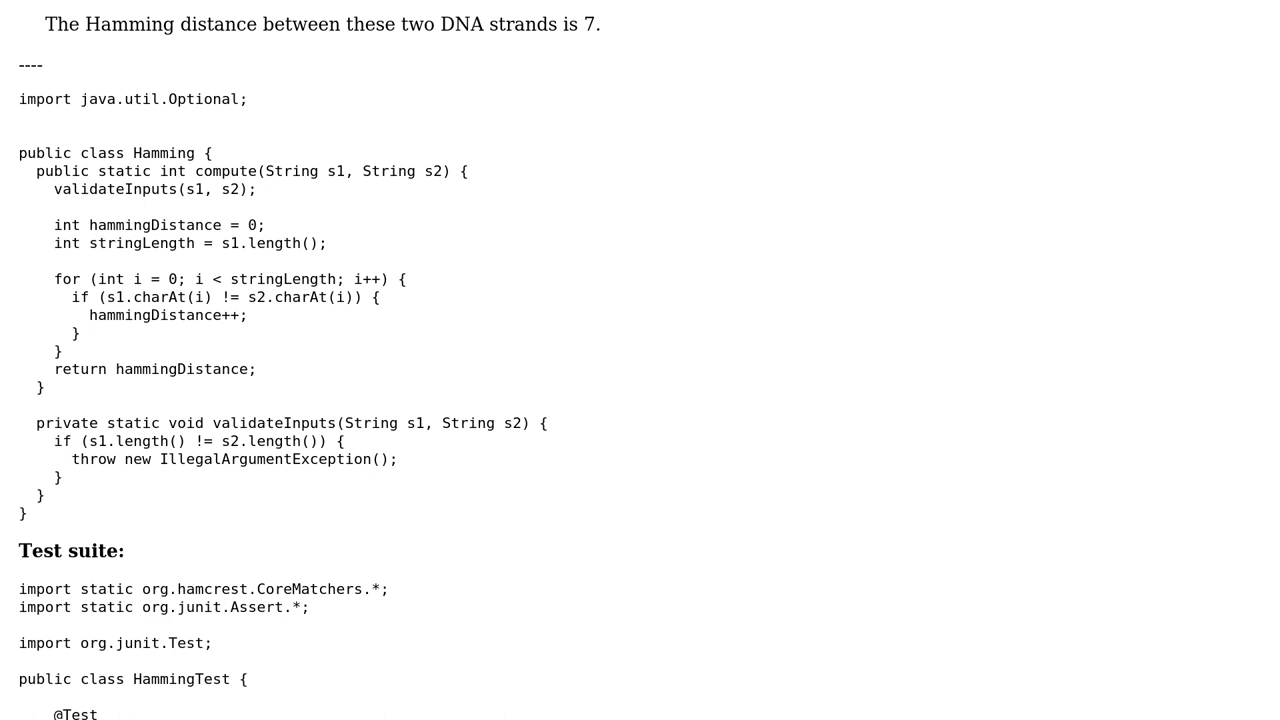 The Hamming distance between these two DNA strands is 7.
----
import java.util.Optional;
public class Hamming {
  public static int compute(String s1, String s2) {
    validateInputs(s1, s2);
    int hammingDistance = 0;
    int stringLength = s1.length();
    for (int i = 0; i < stringLength; i++) {
      if (s1.charAt(i) != s2.charAt(i)) {
        hammingDistance++;
      }
    }
    return hammingDistance;
  }
  private static void validateInputs(String s1, String s2) {
    if (s1.length() != s2.length()) {
      throw new IllegalArgumentException();
    }
  }
}
Test suite:
import static org.hamcrest.CoreMatchers.*;
import static org.junit.Assert.*;
import org.junit.Test;
public class HammingTest {
    @Test